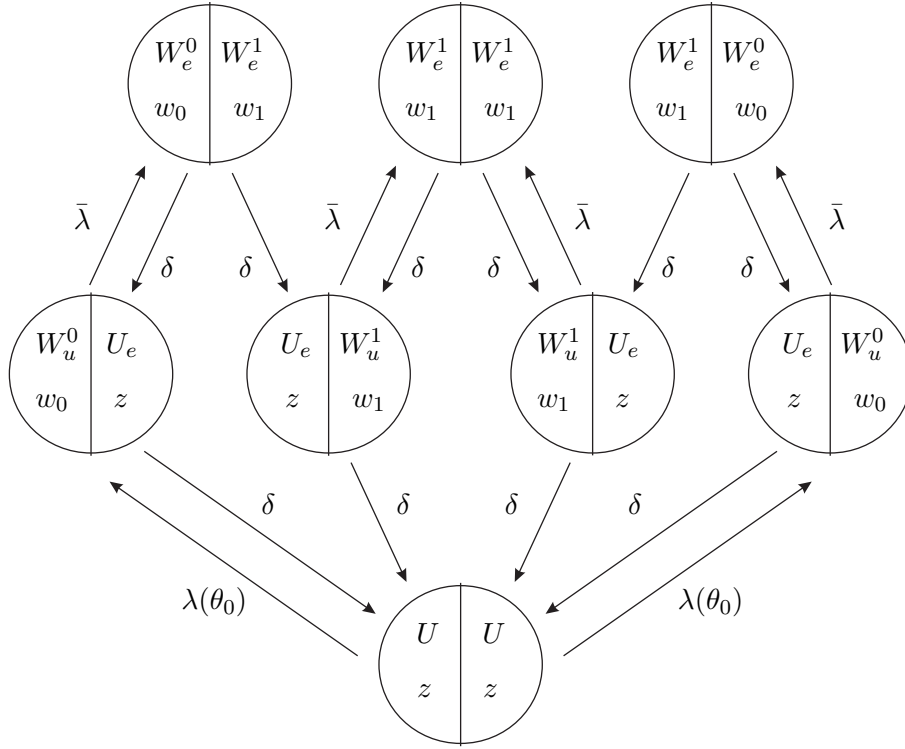 W_e^0 W_e^1 W_e^1 W_e^1 W_e^1 W_e^0
w_0 w_1 w_1 w_1 w_1 w_0
λ̄ λ̄ λ̄ λ̄
δ δ δ δ δ δ
W_u^0 U_e U_e W_u^1 W_u^1 U_e U_e W_u^0
w_0 z z w_1 w_1 z z w_0
δ δ δ δ
λ(θ_0) λ(θ_0)
U U
z z